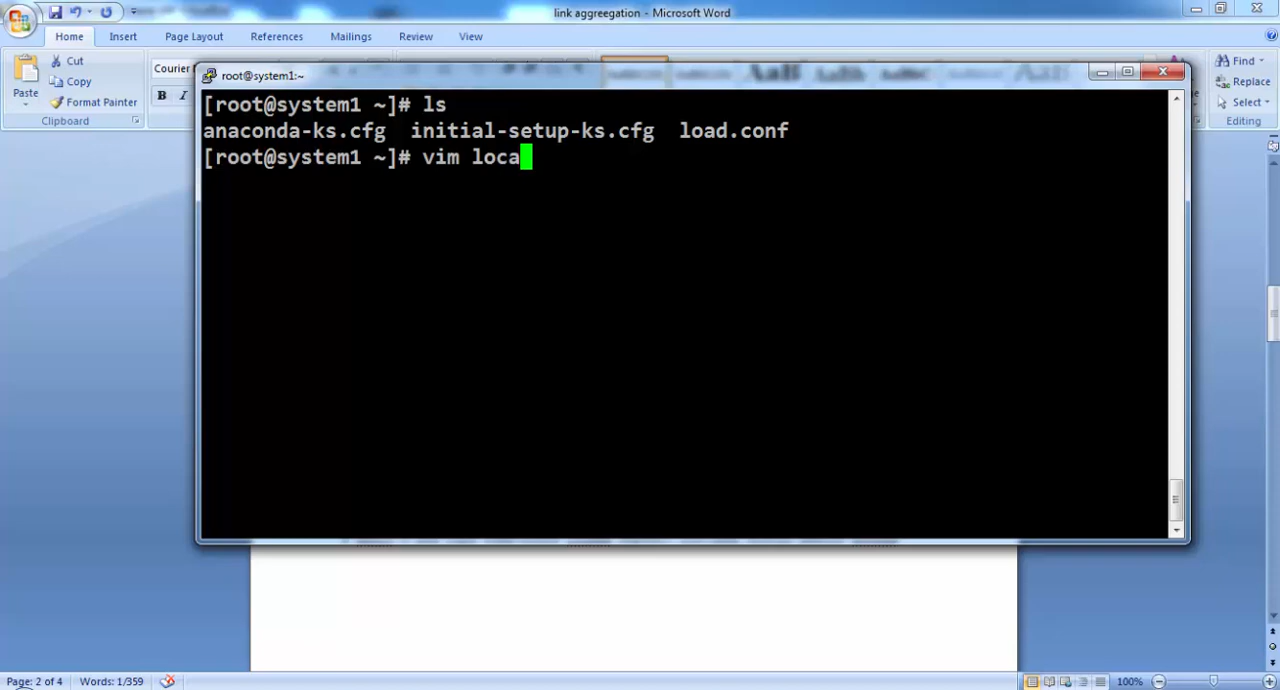 link aggreegation - Microsoft Word
Home Insert Page Layout References Mailings Review View
Paste
Cut
Copy
Format Painter
Clipboard
Courier
B I
Find
Replace
Select
Editing
root@system1:~
[root@system1 ~]# ls
anaconda-ks.cfg initial-setup-ks.cfg load.conf
[root@system1 ~]# vim loca
Page: 2 of 4 Words: 1/359 100%